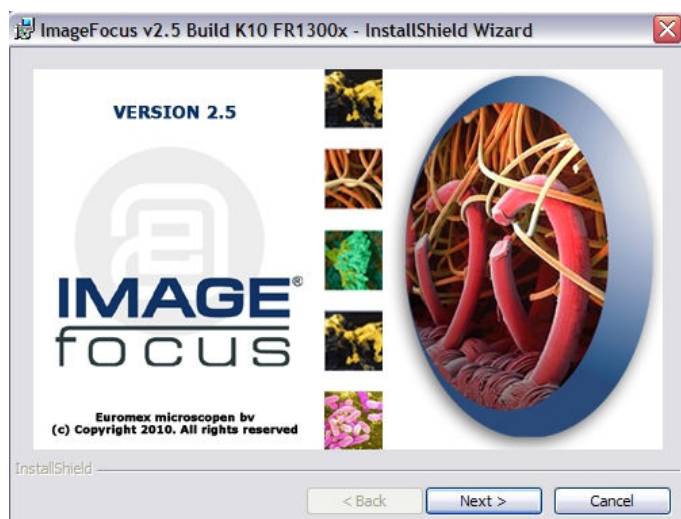 ImageFocus v2.5 Build K10 FR1300x - InstallShield Wizard
VERSION 2.5
IMAGE®
focus
Euromex microscopen bv
(c) Copyright 2010. All rights reserved
InstallShield
< Back Next > Cancel